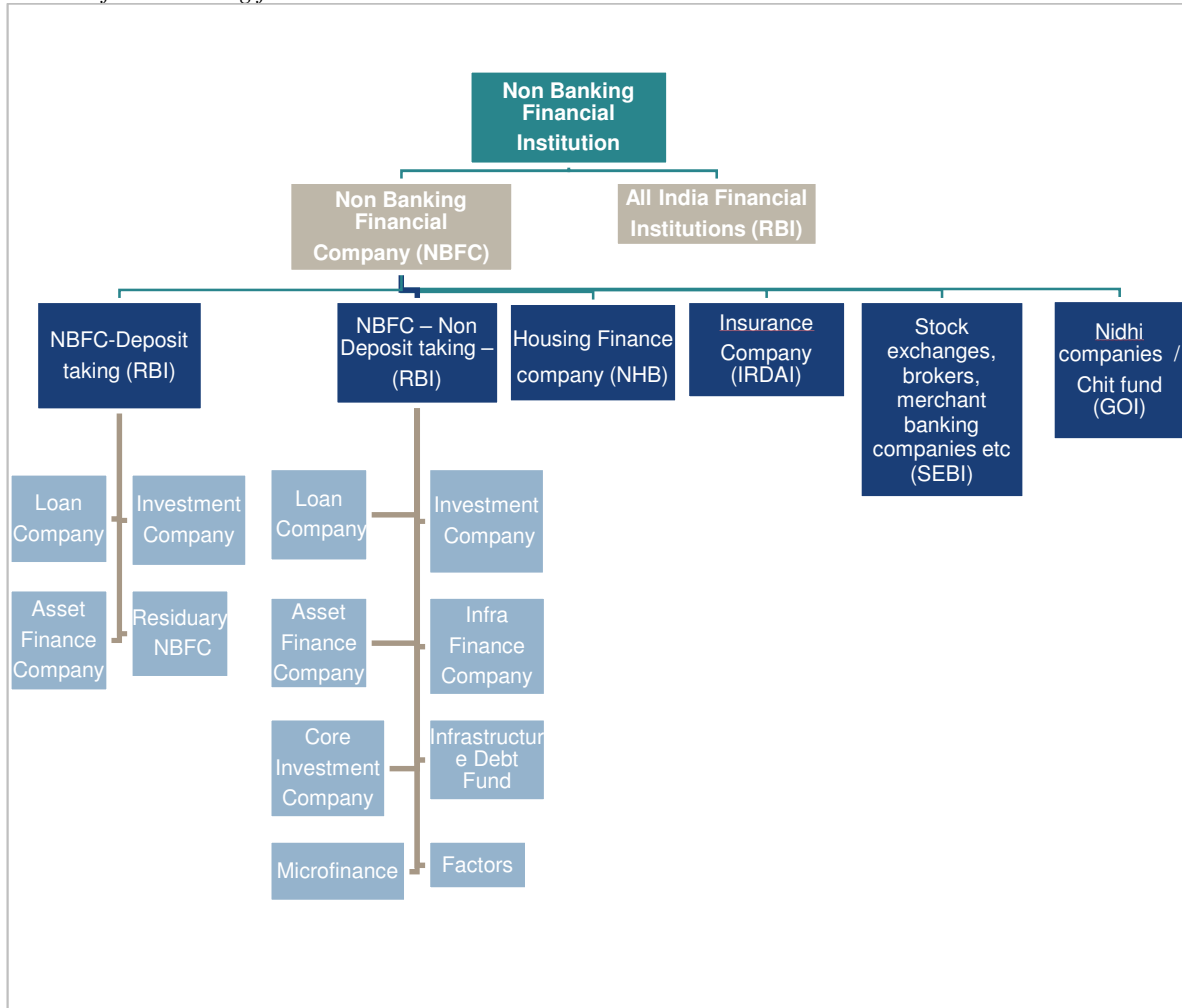 Non Banking
Financial
Institution
Non Banking
Financial
Company (NBFC)
All India Financial
Institutions (RBI)
NBFC-Deposit
taking (RBI)
NBFC – Non
Deposit taking –
(RBI)
Housing Finance
company (NHB)
Insurance
Company
(IRDAI)
Stock
exchanges,
brokers,
merchant
banking
companies etc
(SEBI)
Nidhi
companies /
Chit fund
(GOI)
Loan
Company
Investment
Company
Asset
Finance
Company
Residuary
NBFC
Loan
Company
Investment
Company
Asset
Finance
Company
Infra
Finance
Company
Core
Investment
Company
Infrastructur
e Debt
Fund
Microfinance
Factors